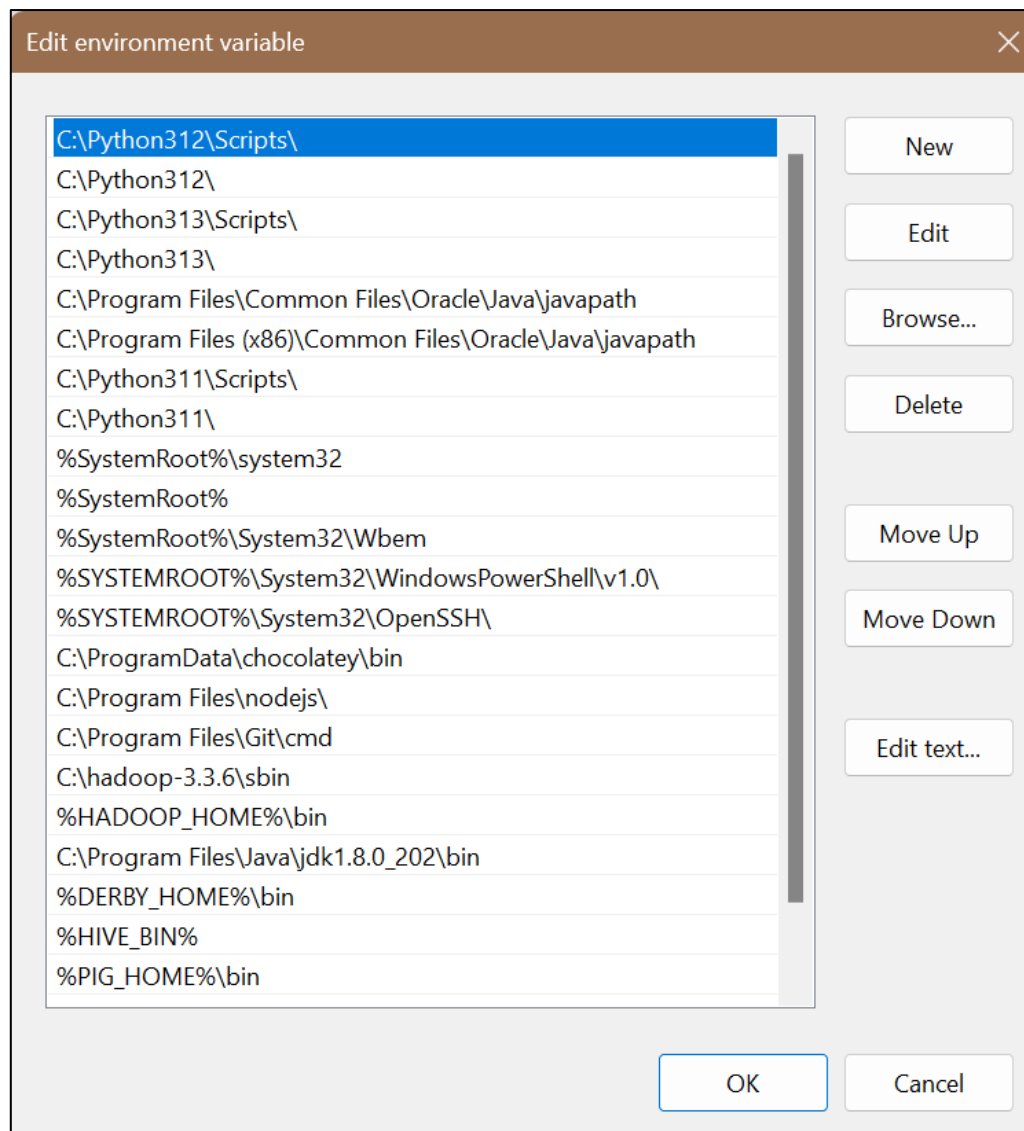 Edit environment variable
C:\Python312\Scripts\
New
C:\Python312\
C:\Python313\Scripts\
Edit
C:\Python313\
C:\Program Files\Common Files\Oracle\Java\javapath
Browse...
C:\Program Files (x86)\Common Files\Oracle\Java\javapath
C:\Python311\Scripts\
Delete
C:\Python311\
%SystemRoot%\system32
%SystemRoot%
%SystemRoot%\System32\Wbem
Move Up
%SYSTEMROOT%\System32\WindowsPowerShell\v1.0\
%SYSTEMROOT%\System32\OpenSSH\
Move Down
C:\ProgramData\chocolatey\bin
C:\Program Files\nodejs\
C:\Program Files\Git\cmd
Edit text...
C:\hadoop-3.3.6\sbin
%HADOOP_HOME%\bin
C:\Program Files\Java\jdk1.8.0_202\bin
%DERBY_HOME%\bin
%HIVE_BIN%
%PIG_HOME%\bin
OK
Cancel